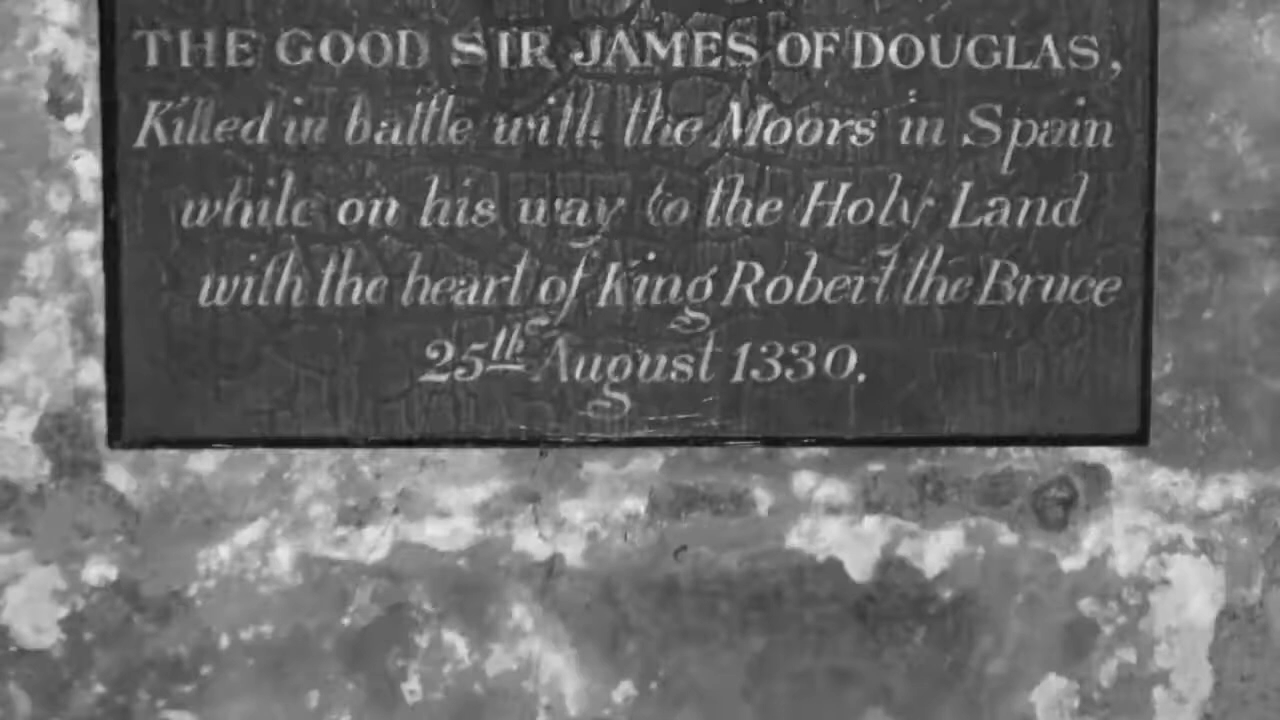 THE GOOD SIR JAMES OF DOUGLAS,
Killed in battle with the Moors in Spain
while on his way to the Holy Land
with the heart of King Robert the Bruce
25th August 1330.